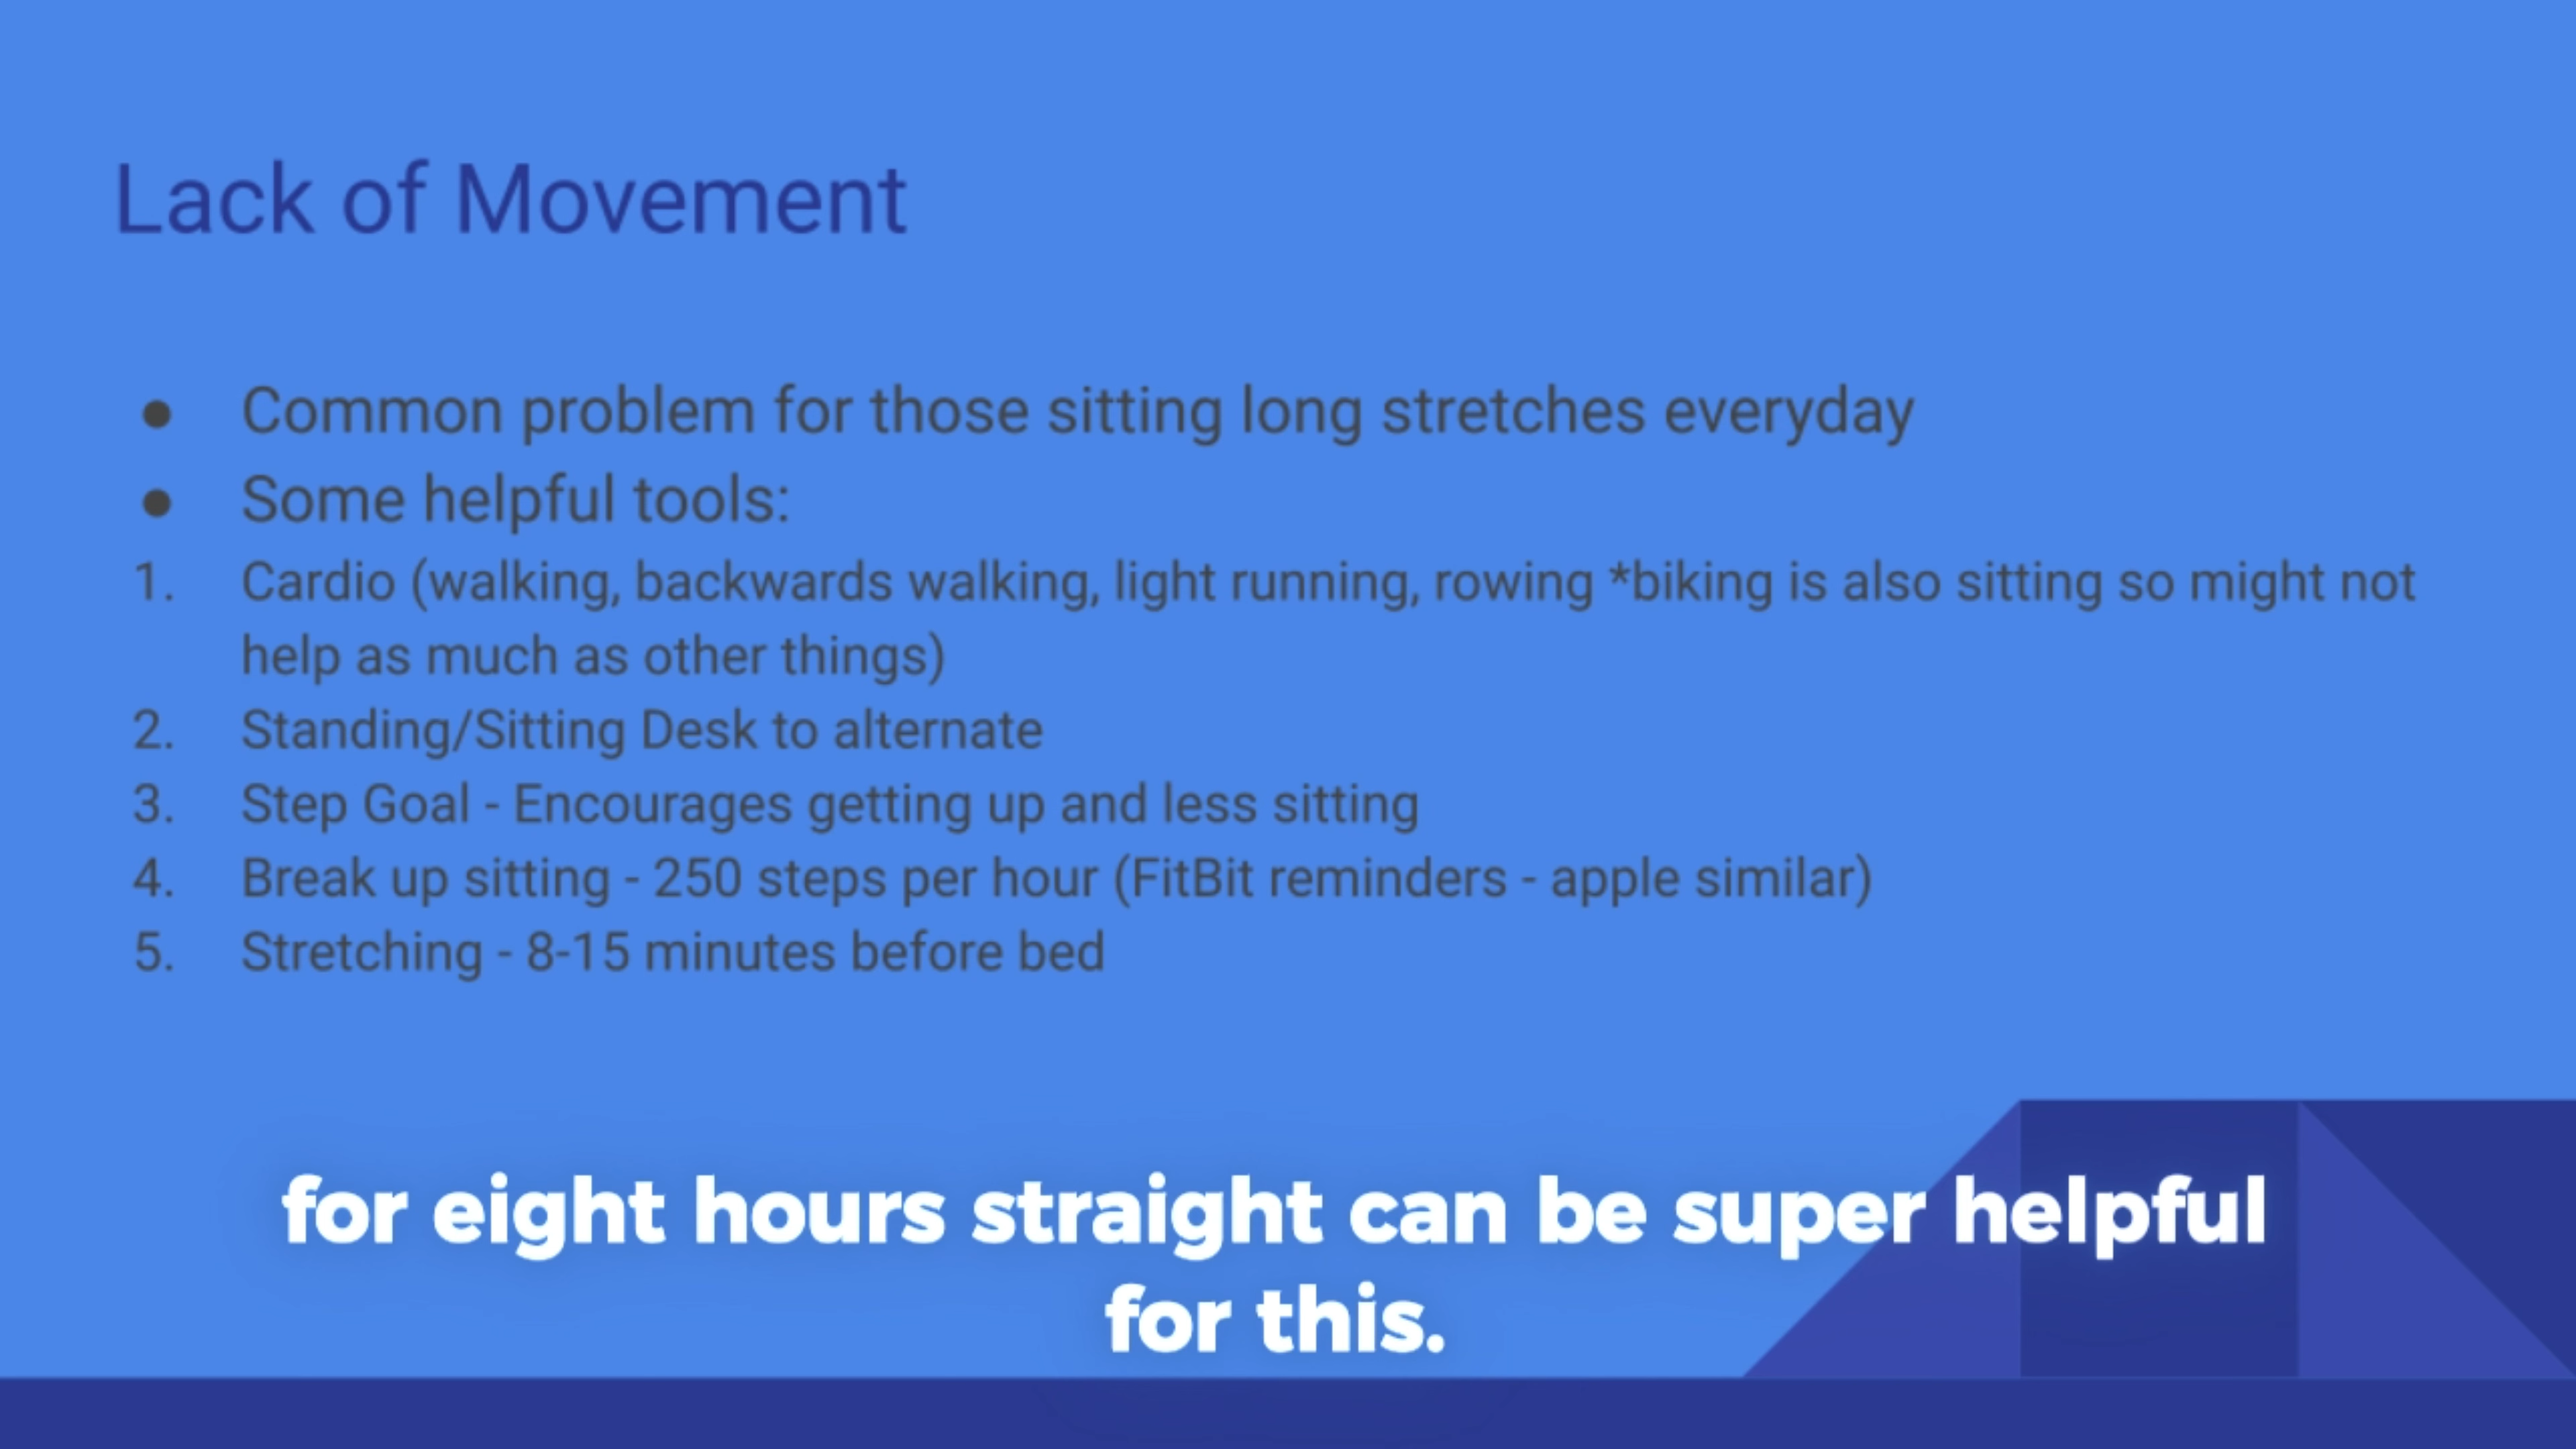 Lack of Movement
● Common problem for those sitting long stretches everyday
● Some helpful tools:
1. Cardio (walking, backwards walking, light running, rowing *biking is also sitting so might not
help as much as other things)
2. Standing/Sitting Desk to alternate
3. Step Goal - Encourages getting up and less sitting
4. Break up sitting - 250 steps per hour (FitBit reminders - apple similar)
5. Stretching - 8-15 minutes before bed
for eight hours straight can be super helpful
for this.